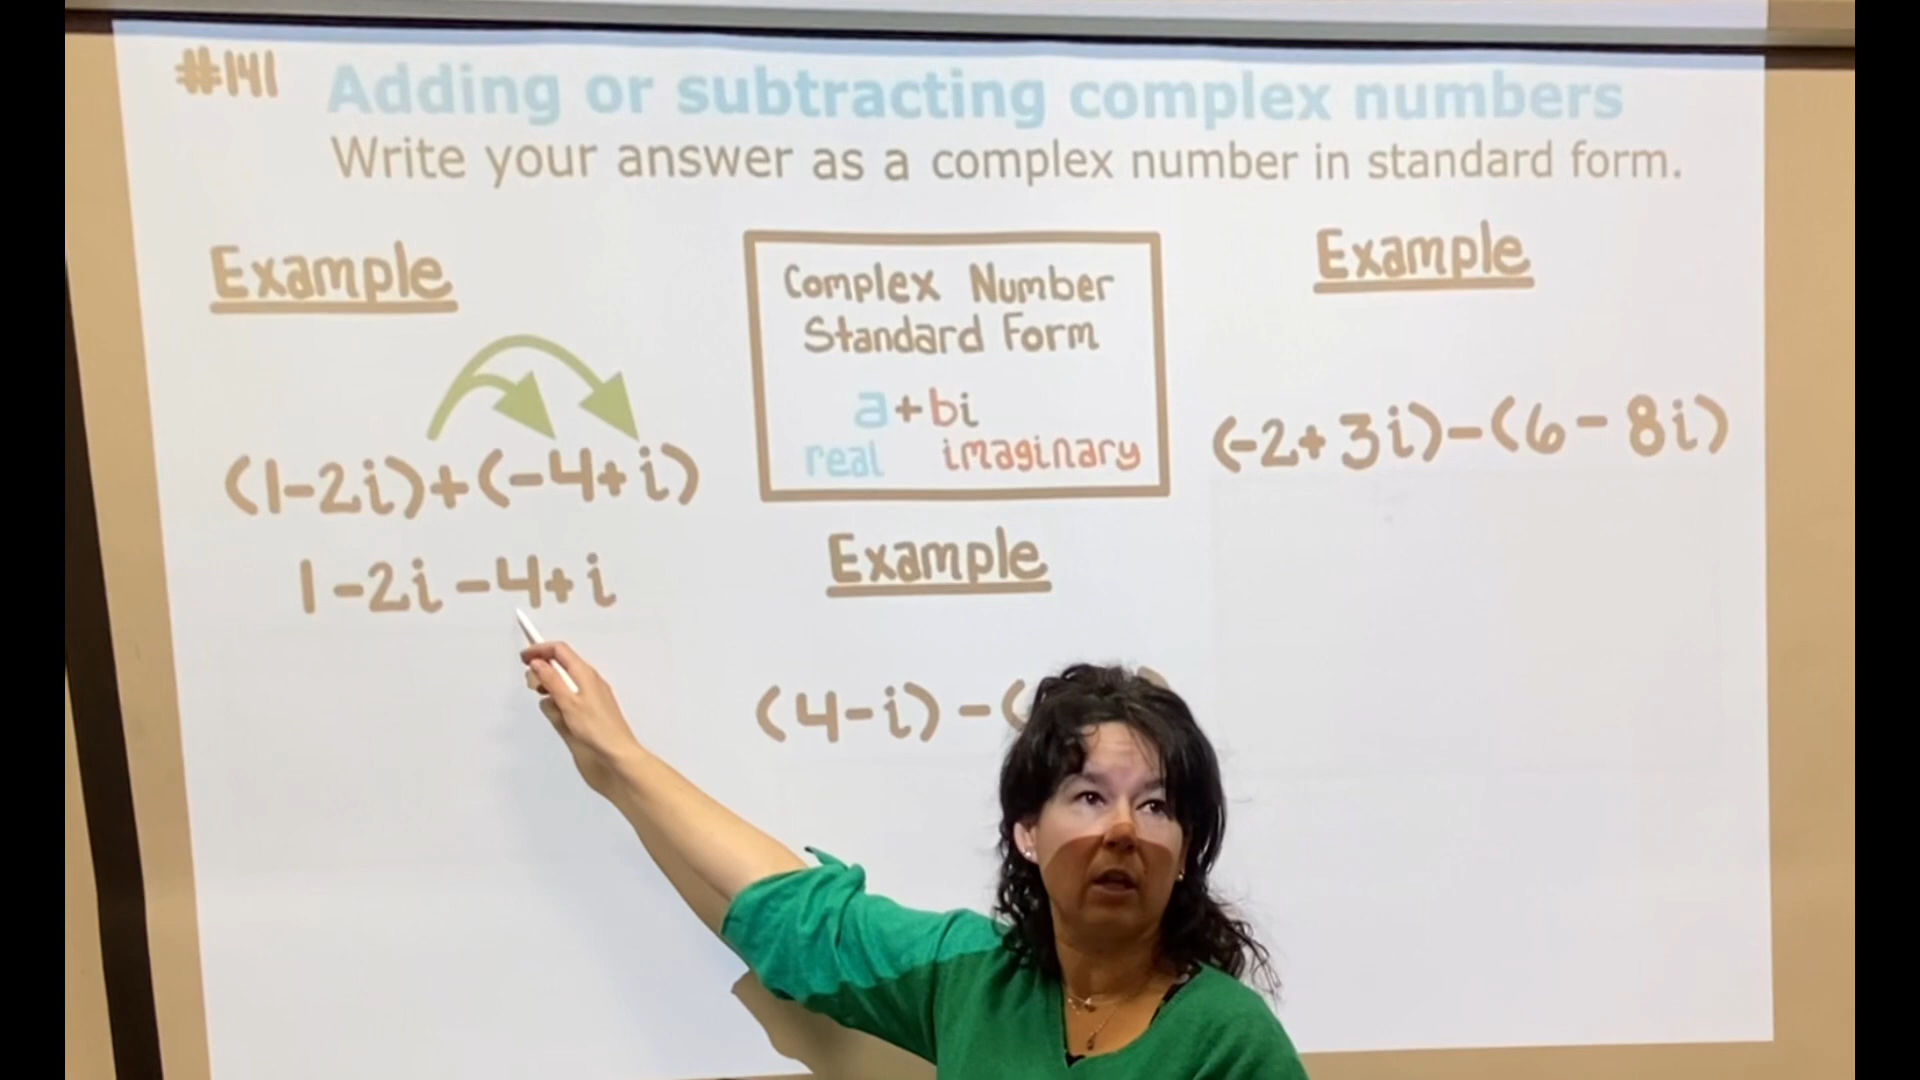 #141
Adding or subtracting complex numbers
Write your answer as a complex number in standard form.
Example
(1-2i)+(-4+i)
1-2i-4+i
Complex Number
Standard Form
a+bi
real imaginary
Example
(4-i)-(
Example
(-2+3i)-(6-8i)